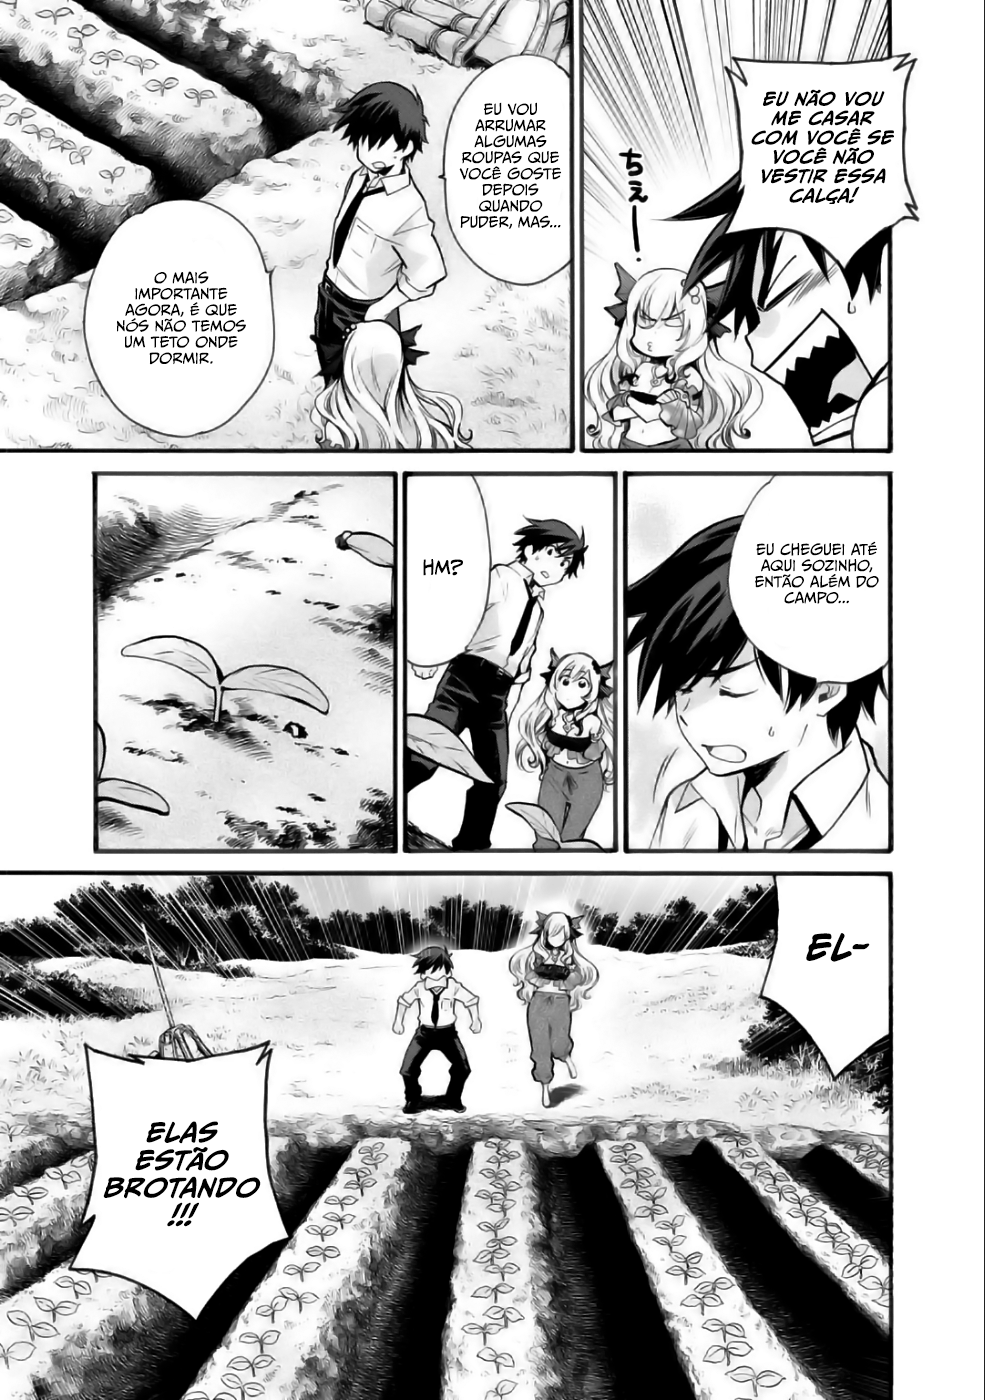 EU NÃO VOU
ME CASAR
COM VOCÊ SE
VOCÊ NÃO
VESTIR ESSA
CALÇA!
ちぇー
EU VOU
ARRUMAR
ALGUMAS
ROUPAS QUE
VOCÊ GOSTE
DEPOIS
QUANDO
PUDER, MAS...
O MAIS
IMPORTANTE
AGORA, É QUE
NÓS NÃO TEMOS
UM TETO ONDE
DORMIR.
EU CHEGUEI ATÉ
AQUI SOZINHO,
ENTÃO ALÉM DO
CAMPO...
HM?
EL-
ELAS
ESTÃO
BROTANDO
!!!